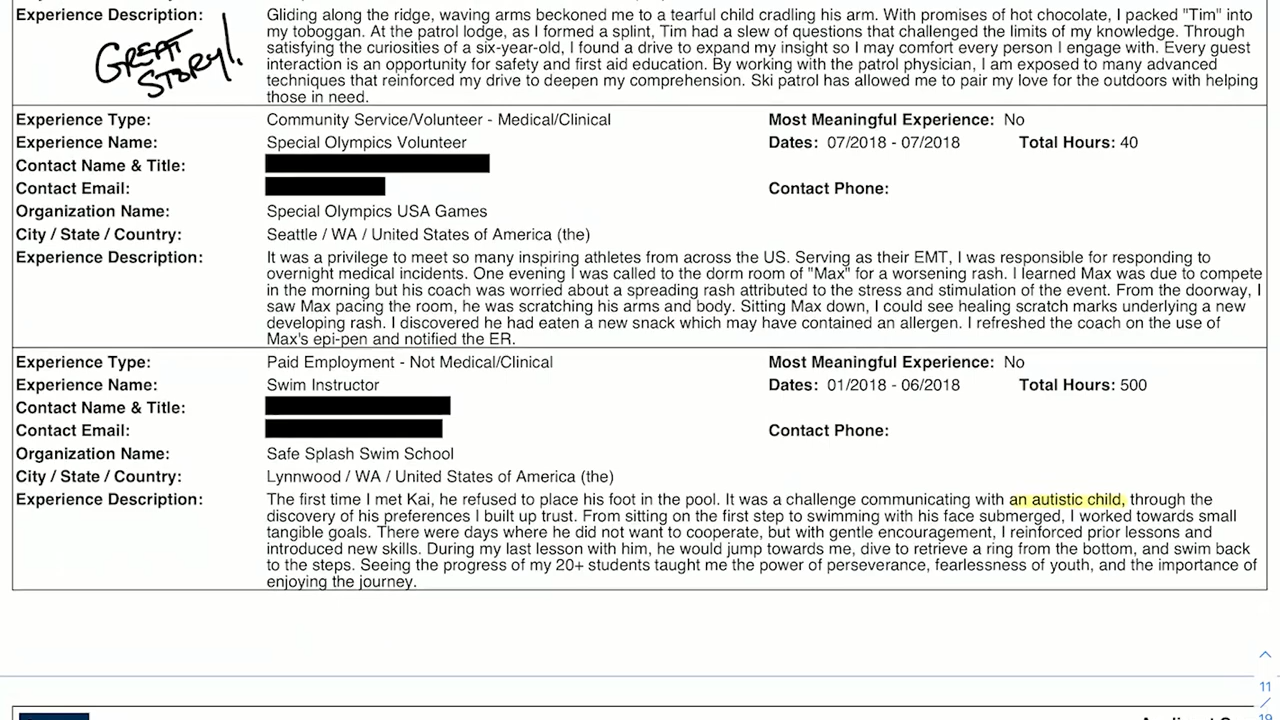 Experience Description: Gliding along the ridge, waving arms beckoned me to a tearful child cradling his arm. With promises of hot chocolate, I packed "Tim" into
my toboggan. At the patrol lodge, as I formed a splint, Tim had a slew of questions that challenged the limits of my knowledge. Through
satisfying the curiosities of a six-year-old, I found a drive to expand my insight so I may comfort every person I engage with. Every guest
interaction is an opportunity for safety and first aid education. By working with the patrol physician, I am exposed to many advanced
techniques that reinforced my drive to deepen my comprehension. Ski patrol has allowed me to pair my love for the outdoors with helping
those in need.
GREAT
STORY!
Experience Type: Community Service/Volunteer - Medical/Clinical Most Meaningful Experience: No
Experience Name: Special Olympics Volunteer Dates: 07/2018 - 07/2018 Total Hours: 40
Contact Name & Title:
Contact Email: Contact Phone:
Organization Name: Special Olympics USA Games
City / State / Country: Seattle / WA / United States of America (the)
Experience Description: It was a privilege to meet so many inspiring athletes from across the US. Serving as their EMT, I was responsible for responding to
overnight medical incidents. One evening I was called to the dorm room of "Max" for a worsening rash. I learned Max was due to compete
in the morning but his coach was worried about a spreading rash attributed to the stress and stimulation of the event. From the doorway, I
saw Max pacing the room, he was scratching his arms and body. Sitting Max down, I could see healing scratch marks underlying a new
developing rash. I discovered he had eaten a new snack which may have contained an allergen. I refreshed the coach on the use of
Max's epi-pen and notified the ER.
Experience Type: Paid Employment - Not Medical/Clinical Most Meaningful Experience: No
Experience Name: Swim Instructor Dates: 01/2018 - 06/2018 Total Hours: 500
Contact Name & Title:
Contact Email: Contact Phone:
Organization Name: Safe Splash Swim School
City / State / Country: Lynnwood / WA / United States of America (the)
Experience Description: The first time I met Kai, he refused to place his foot in the pool. It was a challenge communicating with an autistic child, through the
discovery of his preferences I built up trust. From sitting on the first step to swimming with his face submerged, I worked towards small
tangible goals. There were days where he did not want to cooperate, but with gentle encouragement, I reinforced prior lessons and
introduced new skills. During my last lesson with him, he would jump towards me, dive to retrieve a ring from the bottom, and swim back
to the steps. Seeing the progress of my 20+ students taught me the power of perseverance, fearlessness of youth, and the importance of
enjoying the journey.
11
/